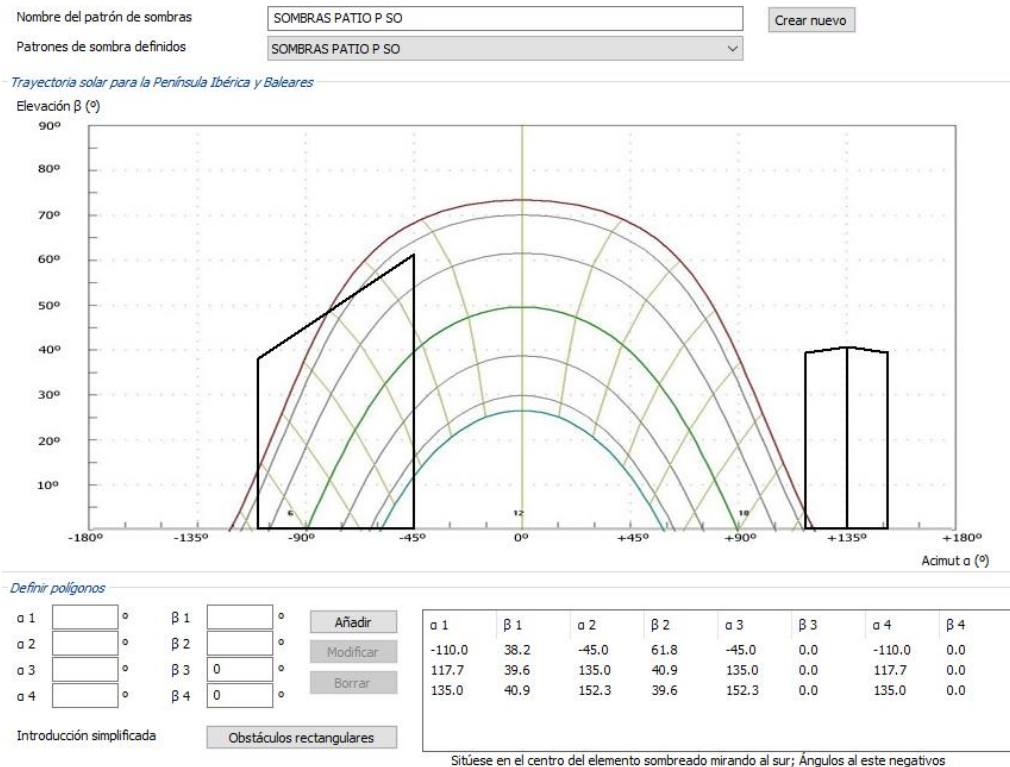 Nombre del patrón de sombras SOMBRAS PATIO P SO Crear nuevo
Patrones de sombra definidos SOMBRAS PATIO P SO
Trayectoria solar para la Península Ibérica y Baleares
Elevación β (º)
90º
80º
70º
60º
50º
40º
30º
20º
10º
6 12 18
-180º -135º -90º -45º 0º +45º +90º +135º +180º
Acimut α (º)
Definir polígonos
α 1 º β 1 º Añadir
α 2 º β 2 º Modificar
α 3 º β 3 0 º Borrar
α 4 º β 4 0 º
α 1 β 1 α 2 β 2 α 3 β 3 α 4 β 4
-110.0 38.2 -45.0 61.8 -45.0 0.0 -110.0 0.0
117.7 39.6 135.0 40.9 135.0 0.0 117.7 0.0
135.0 40.9 152.3 39.6 152.3 0.0 135.0 0.0
Introducción simplificada Obstáculos rectangulares
Sitúese en el centro del elemento sombreado mirando al sur; Ángulos al este negativos